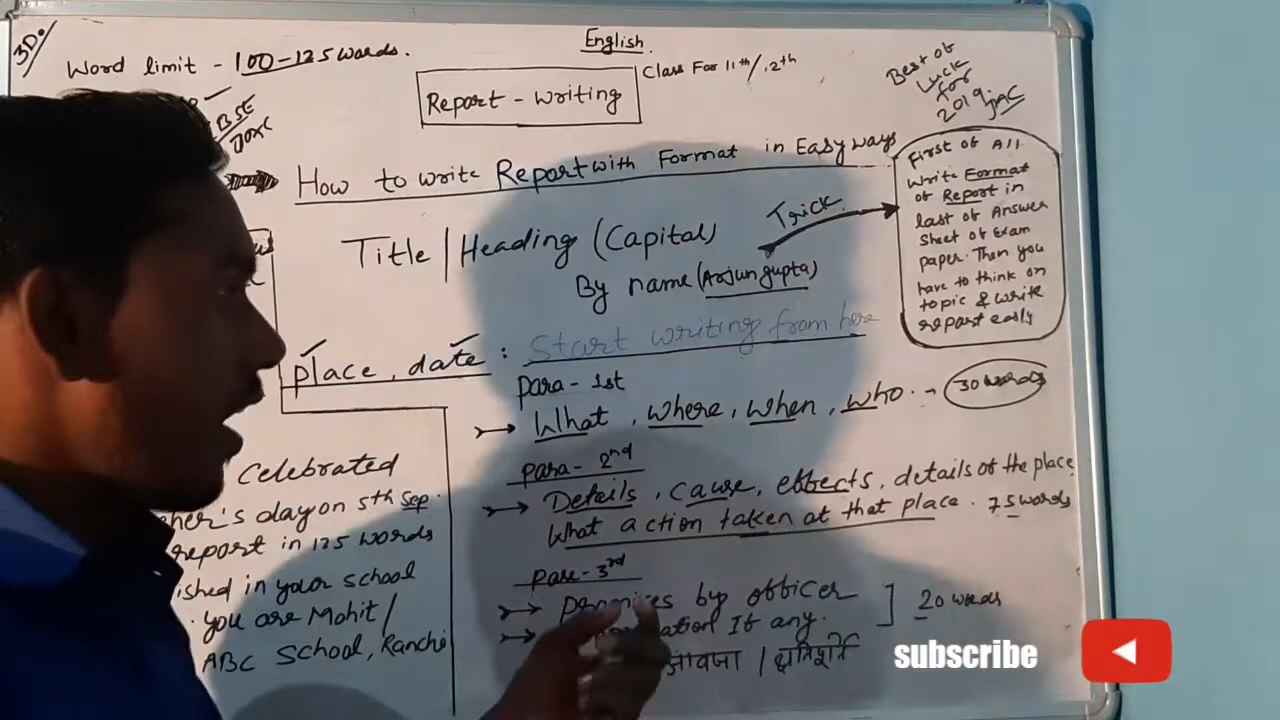 3D.
English.
Word limit - 100-125 words.
Class For 11th/12th
Report - Writing
Best of
Luck
for
2019
JAC
BSE
How to write Report with Format in Easy ways
Title | Heading (Capital)
Trick
By name (Arjun gupta)
First of All
Write Format
of Report in
last of Answer
Sheet of Exam
paper. Then you
have to think on
topic & write
report early
Place, date : Start writing from here
para - 1st
What, where, when, who. → 30 words
para - 2nd
Details, cause, effects, details of the place,
What action taken at that place. 75 words
para - 3rd
by officer
If any.
20 words
Celebrated
her's day on 5th Sep.
report in 125 words
ished in your school
you are Mohit /
ABC School, Ranchi
subscribe